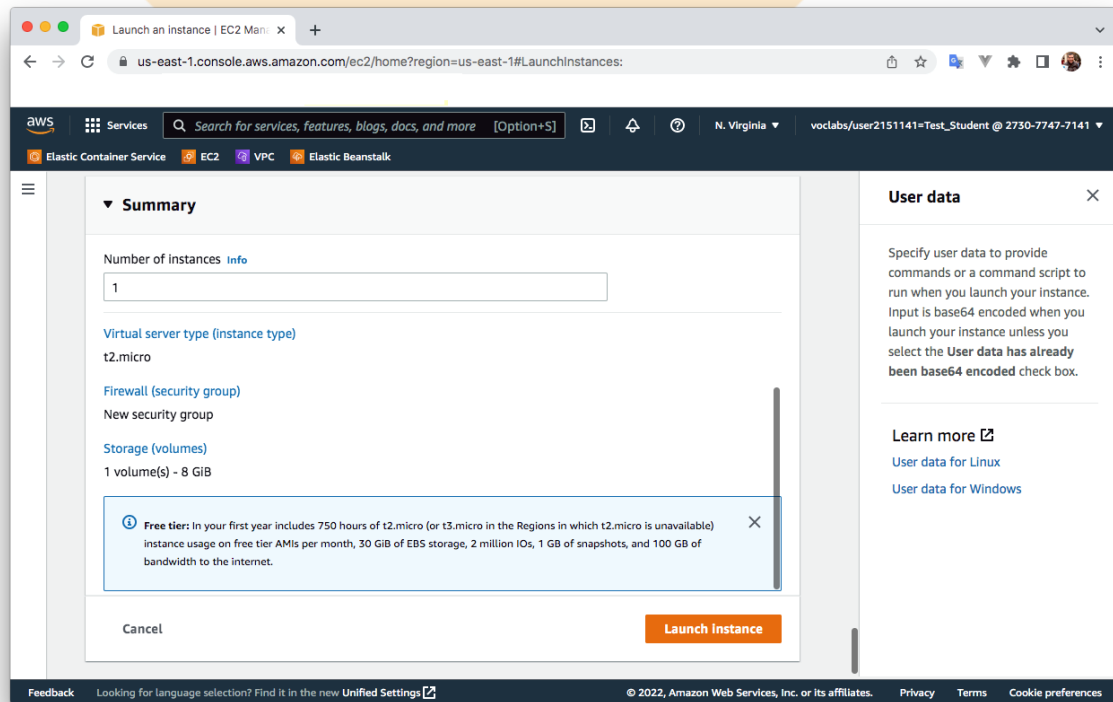 Launch an instance | EC2 Man
us-east-1.console.aws.amazon.com/ec2/home?region=us-east-1#LaunchInstances:
aws
Services
Search for services, features, blogs, docs, and more [Option+S]
N. Virginia
voclabs/user2151141=Test_Student @ 2730-7747-7141
Elastic Container Service
EC2
VPC
Elastic Beanstalk
Summary
Number of instances Info
1
Virtual server type (instance type)
t2.micro
Firewall (security group)
New security group
Storage (volumes)
1 volume(s) - 8 GiB
Free tier: In your first year includes 750 hours of t2.micro (or t3.micro in the Regions in which t2.micro is unavailable)
instance usage on free tier AMIs per month, 30 GiB of EBS storage, 2 million IOs, 1 GB of snapshots, and 100 GB of
bandwidth to the internet.
Cancel
Launch instance
User data
Specify user data to provide
commands or a command script to
run when you launch your instance.
Input is base64 encoded when you
launch your instance unless you
select the User data has already
been base64 encoded check box.
Learn more
User data for Linux
User data for Windows
Feedback
Looking for language selection? Find it in the new Unified Settings
© 2022, Amazon Web Services, Inc. or its affiliates.
Privacy
Terms
Cookie preferences